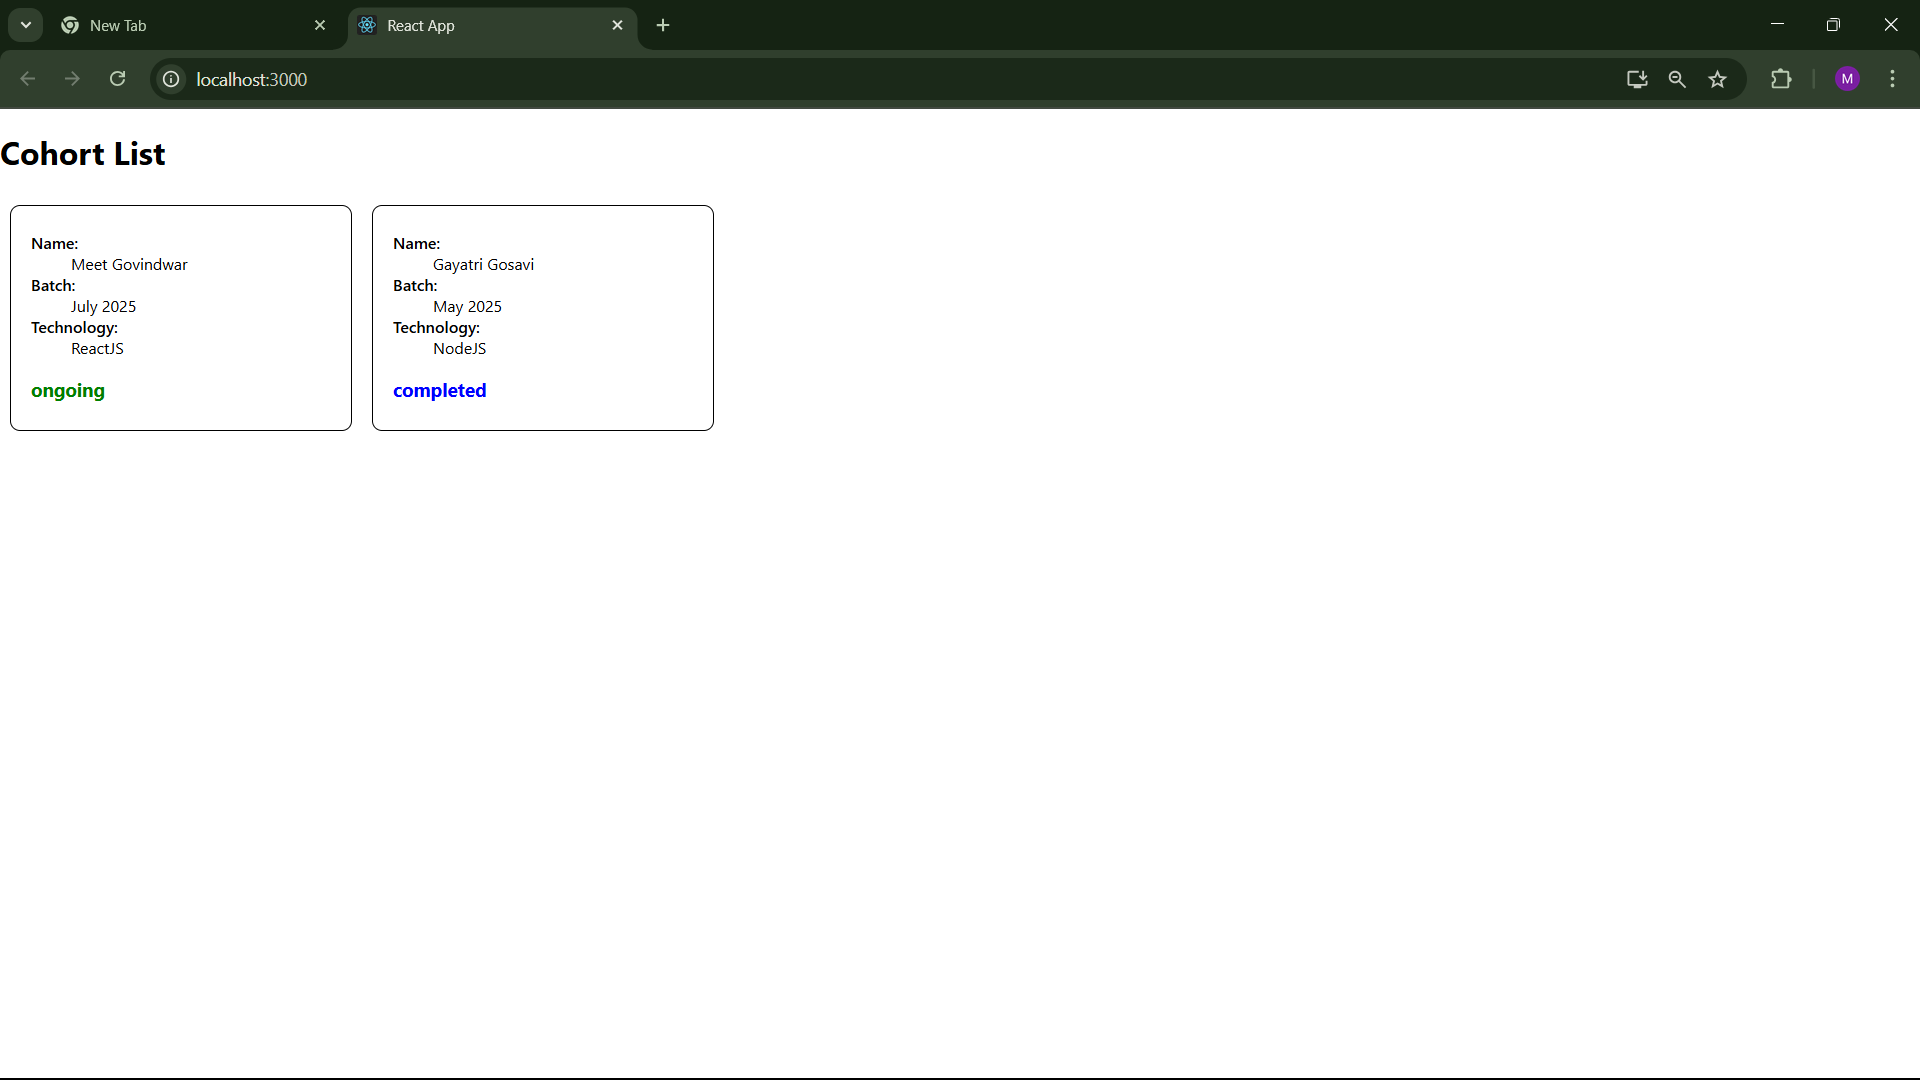 New Tab
React App
localhost:3000
M
Cohort List
Name:
Meet Govindwar
Batch:
July 2025
Technology:
ReactJS
ongoing
Name:
Gayatri Gosavi
Batch:
May 2025
Technology:
NodeJS
completed